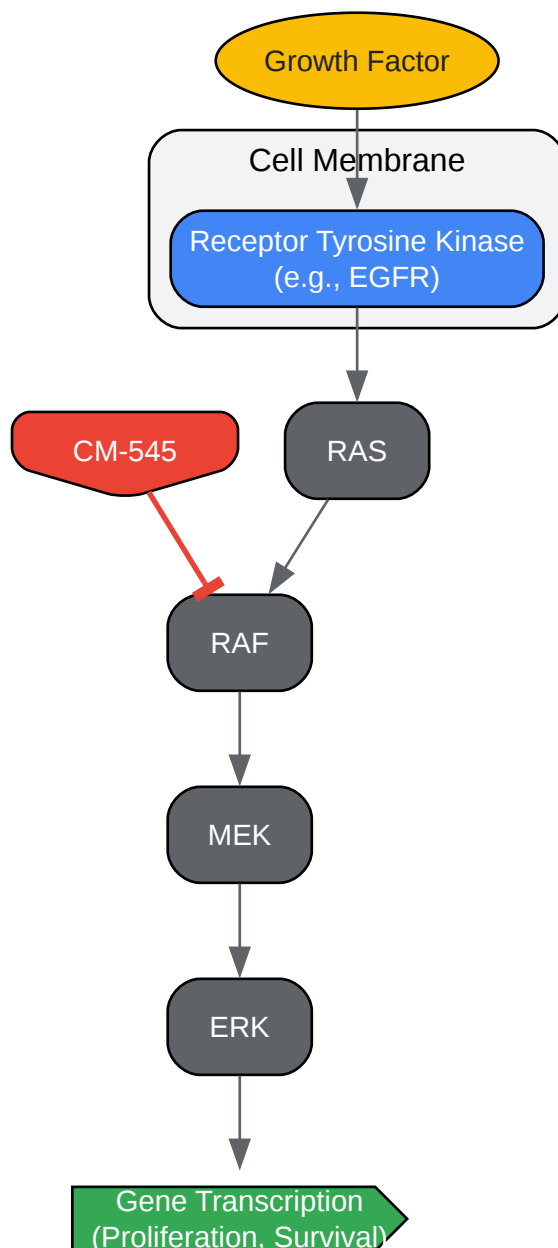 Growth Factor
Cell Membrane
Receptor Tyrosine Kinase
(e.g., EGFR)
CM-545
RAS
RAF
MEK
ERK
Gene Transcription
(Proliferation, Survival)